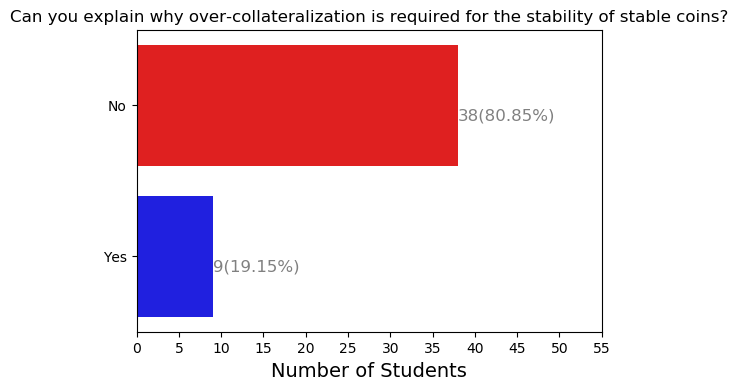 Can you explain why over-collateralization is required for the stability of stable coins?
No
38(80.85%)
Yes
9(19.15%)
0 5 10 15 20 25 30 35 40 45 50 55
Number of Students